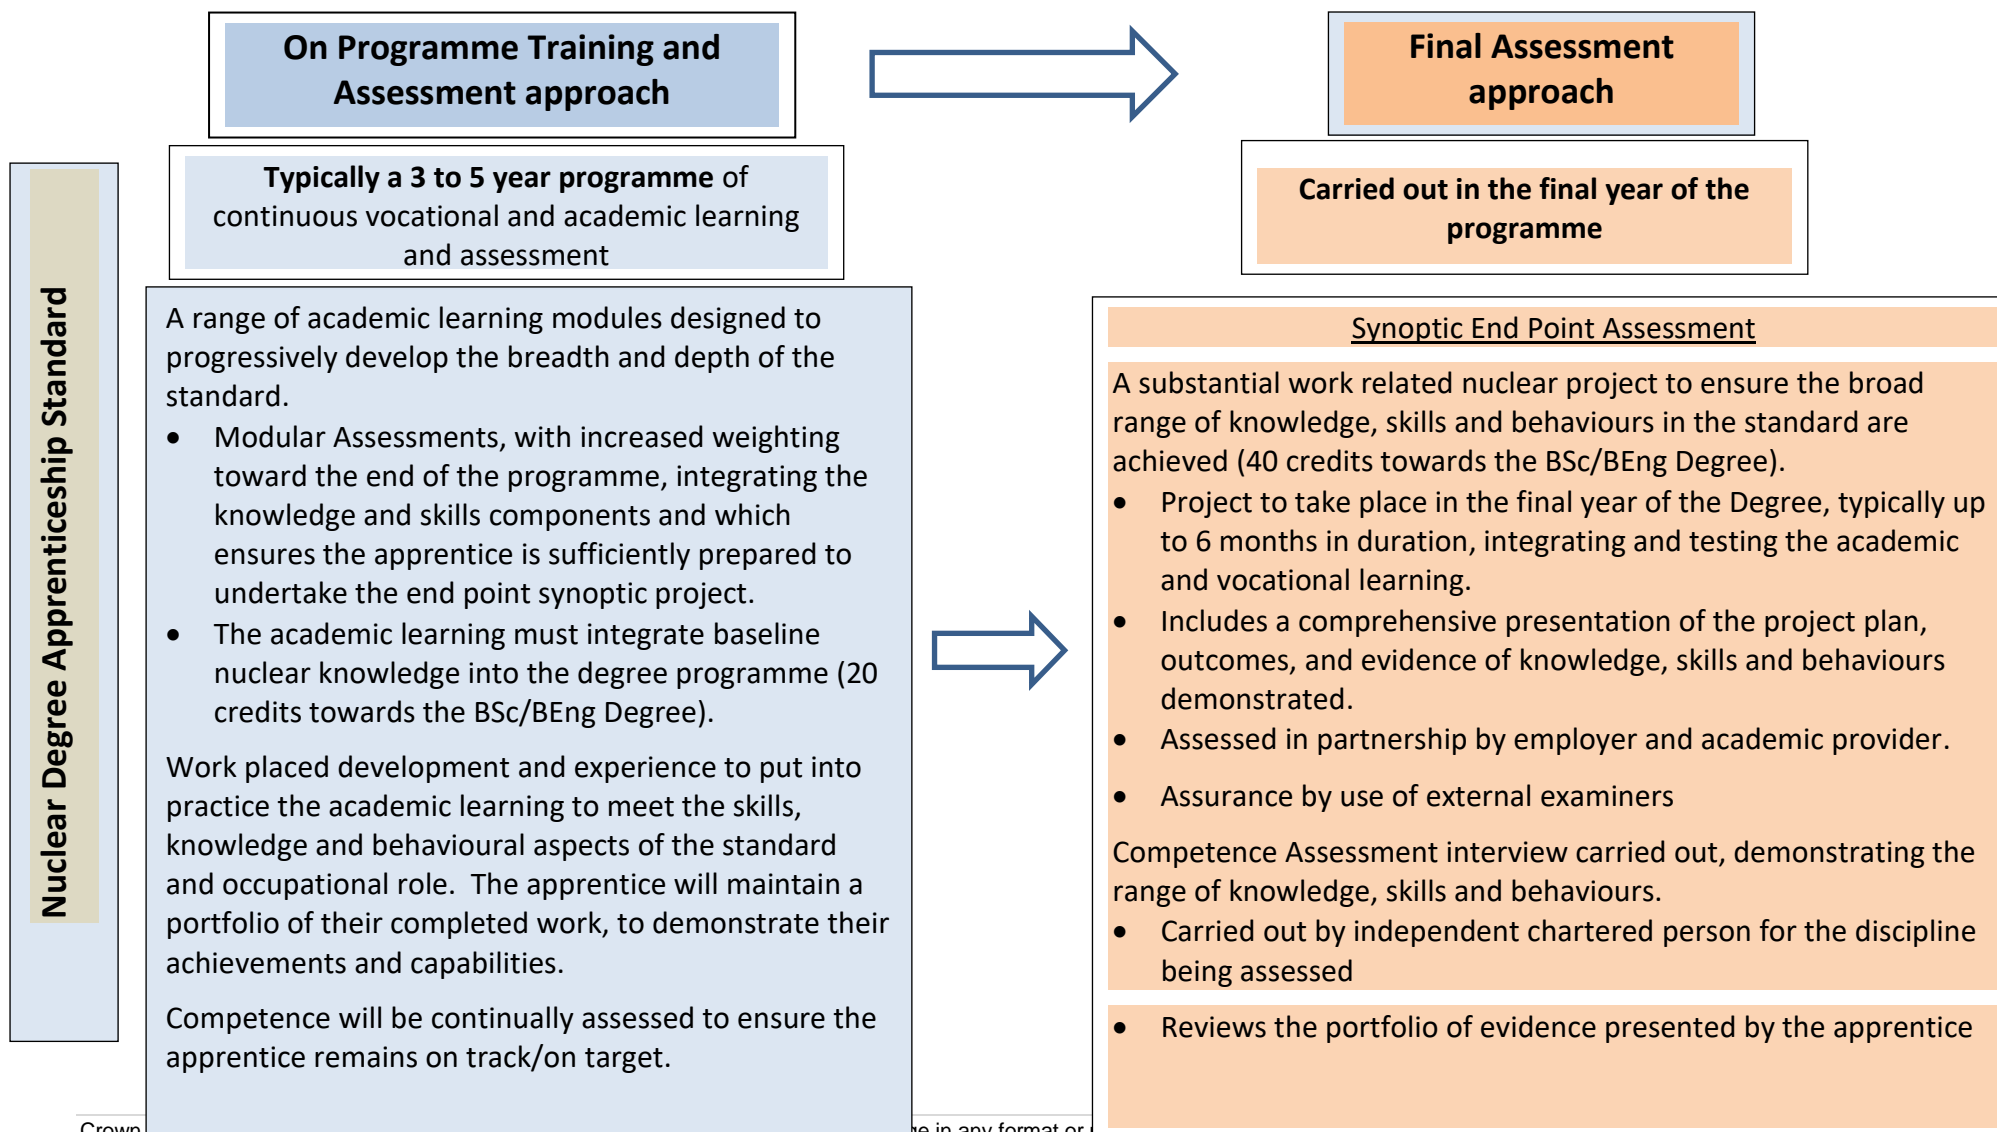 On Programme Training and
Assessment approach
Final Assessment
approach
Nuclear Degree Apprenticeship Standard
Typically a 3 to 5 year programme of
continuous vocational and academic learning
and assessment
Carried out in the final year of the
programme
A range of academic learning modules designed to
progressively develop the breadth and depth of the
standard.
• Modular Assessments, with increased weighting
toward the end of the programme, integrating the
knowledge and skills components and which
ensures the apprentice is sufficiently prepared to
undertake the end point synoptic project.
• The academic learning must integrate baseline
nuclear knowledge into the degree programme (20
credits towards the BSc/BEng Degree).
Work placed development and experience to put into
practice the academic learning to meet the skills,
knowledge and behavioural aspects of the standard
and occupational role.  The apprentice will maintain a
portfolio of their completed work, to demonstrate their
achievements and capabilities.
Competence will be continually assessed to ensure the
apprentice remains on track/on target.
Synoptic End Point Assessment
A substantial work related nuclear project to ensure the broad
range of knowledge, skills and behaviours in the standard are
achieved (40 credits towards the BSc/BEng Degree).
• Project to take place in the final year of the Degree, typically up
to 6 months in duration, integrating and testing the academic
and vocational learning.
• Includes a comprehensive presentation of the project plan,
outcomes, and evidence of knowledge, skills and behaviours
demonstrated.
• Assessed in partnership by employer and academic provider.
• Assurance by use of external examiners
Competence Assessment interview carried out, demonstrating the
range of knowledge, skills and behaviours.
• Carried out by independent chartered person for the discipline
being assessed
• Reviews the portfolio of evidence presented by the apprentice
Crown
in any format or